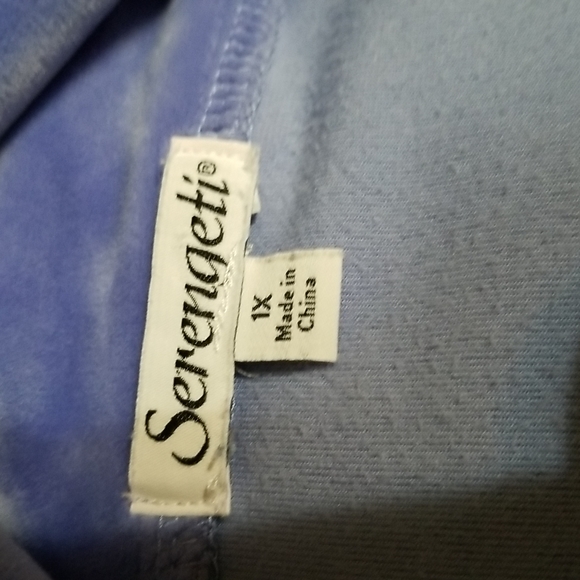 Serengeti®
1X
Made in
China